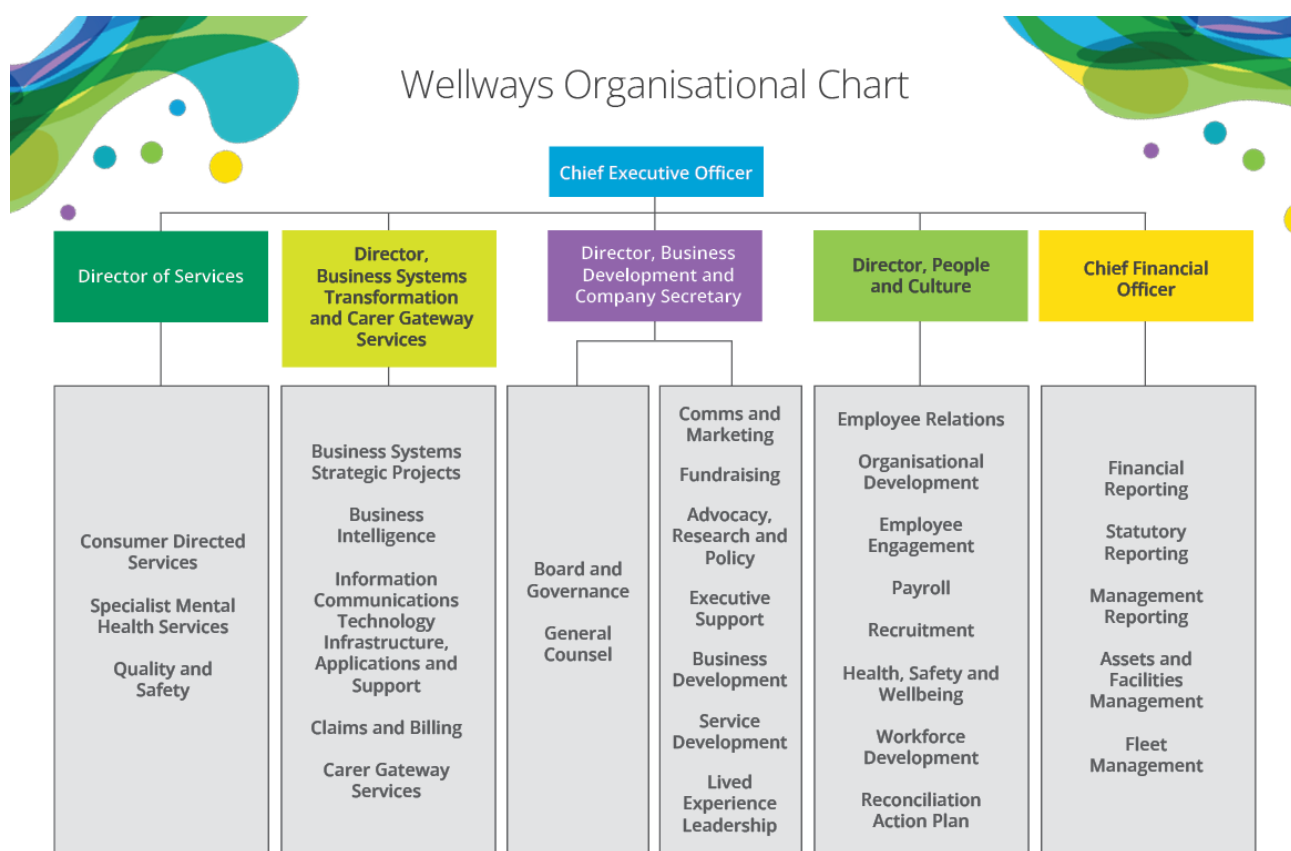 Wellways Organisational Chart
Chief Executive Officer
Director of Services
Director,
Business Systems
Transformation
and Carer Gateway
Services
Director, Business
Development and
Company Secretary
Director, People
and Culture
Chief Financial
Officer
Consumer Directed
Services
Specialist Mental
Health Services
Quality and
Safety
Business Systems
Strategic Projects
Business
Intelligence
Information
Communications
Technology
Infrastructure,
Applications and
Support
Claims and Billing
Carer Gateway
Services
Board and
Governance
General
Counsel
Comms and
Marketing
Fundraising
Advocacy,
Research and
Policy
Executive
Support
Business
Development
Service
Development
Lived
Experience
Leadership
Employee Relations
Organisational
Development
Employee
Engagement
Payroll
Recruitment
Health, Safety and
Wellbeing
Workforce
Development
Reconciliation
Action Plan
Financial
Reporting
Statutory
Reporting
Management
Reporting
Assets and
Facilities
Management
Fleet
Management